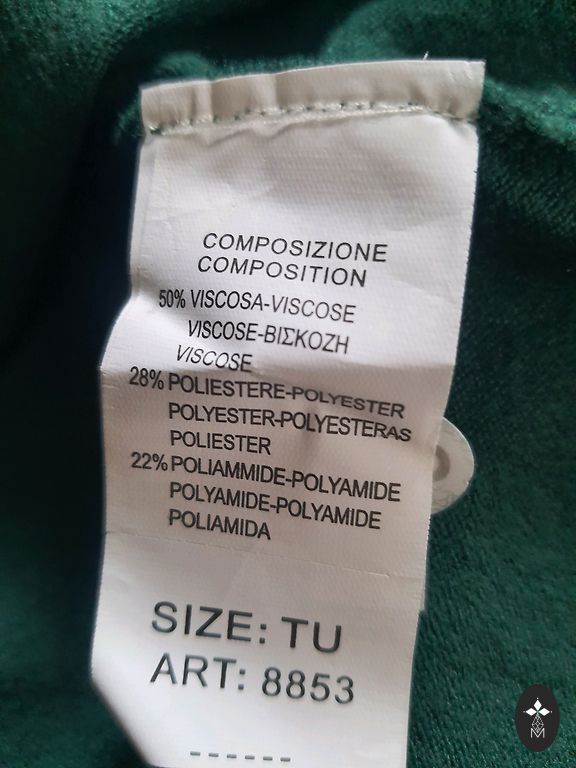 COMPOSIZIONE
COMPOSITION
50% VISCOSA-VISCOSE
VISCOSE-ΒΙΣΚΟΖΗ
VISCOSE
28% POLIESTERE-POLYESTER
POLYESTER-POLYESTERAS
POLIESTER
22% POLIAMMIDE-POLYAMIDE
POLYAMIDE-POLYAMIDE
POLIAMIDA
SIZE: TU
ART: 8853
------
M